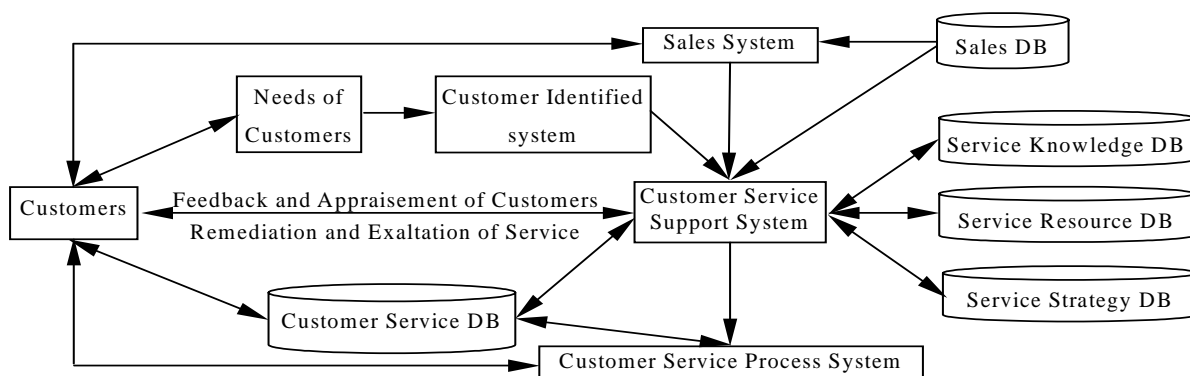 Sales System
Sales DB
Needs of
Customers
Customer Identified
system
Service Knowledge DB
Customers
Feedback and Appraisement of Customers
Remediation and Exaltation of Service
Customer Service
Support System
Service Resource DB
Service Strategy DB
Customer Service DB
Customer Service Process System